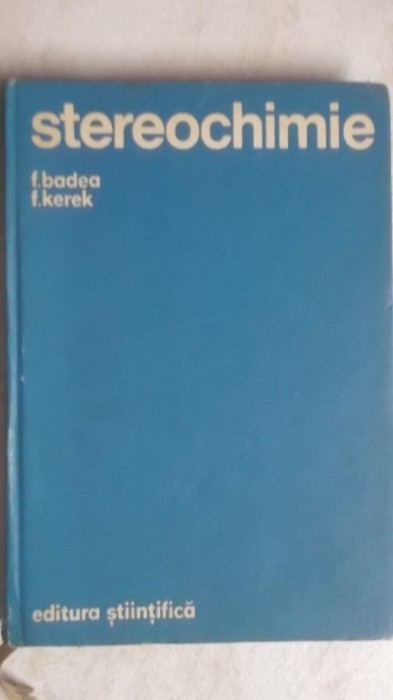 stereochimie
f.badea
f.kerek
editura științifică